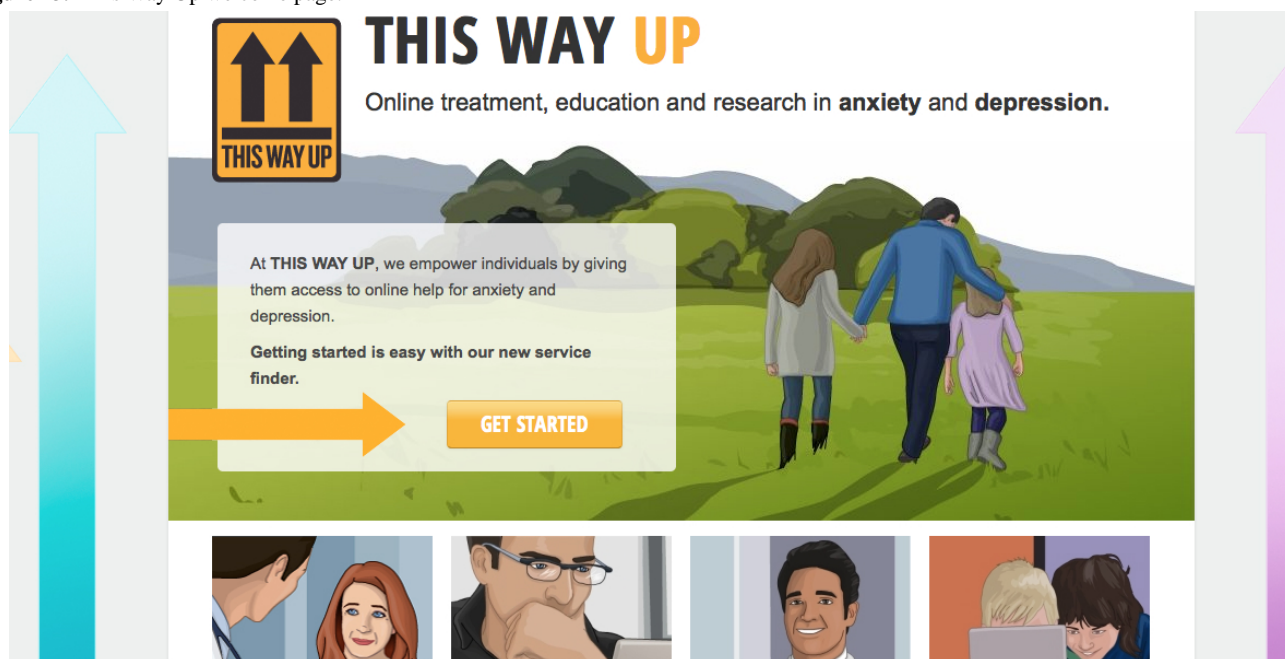 THIS WAY UP
Online treatment, education and research in anxiety and depression.
THIS WAY UP
At THIS WAY UP, we empower individuals by giving
them access to online help for anxiety and
depression.
Getting started is easy with our new service
finder.
GET STARTED